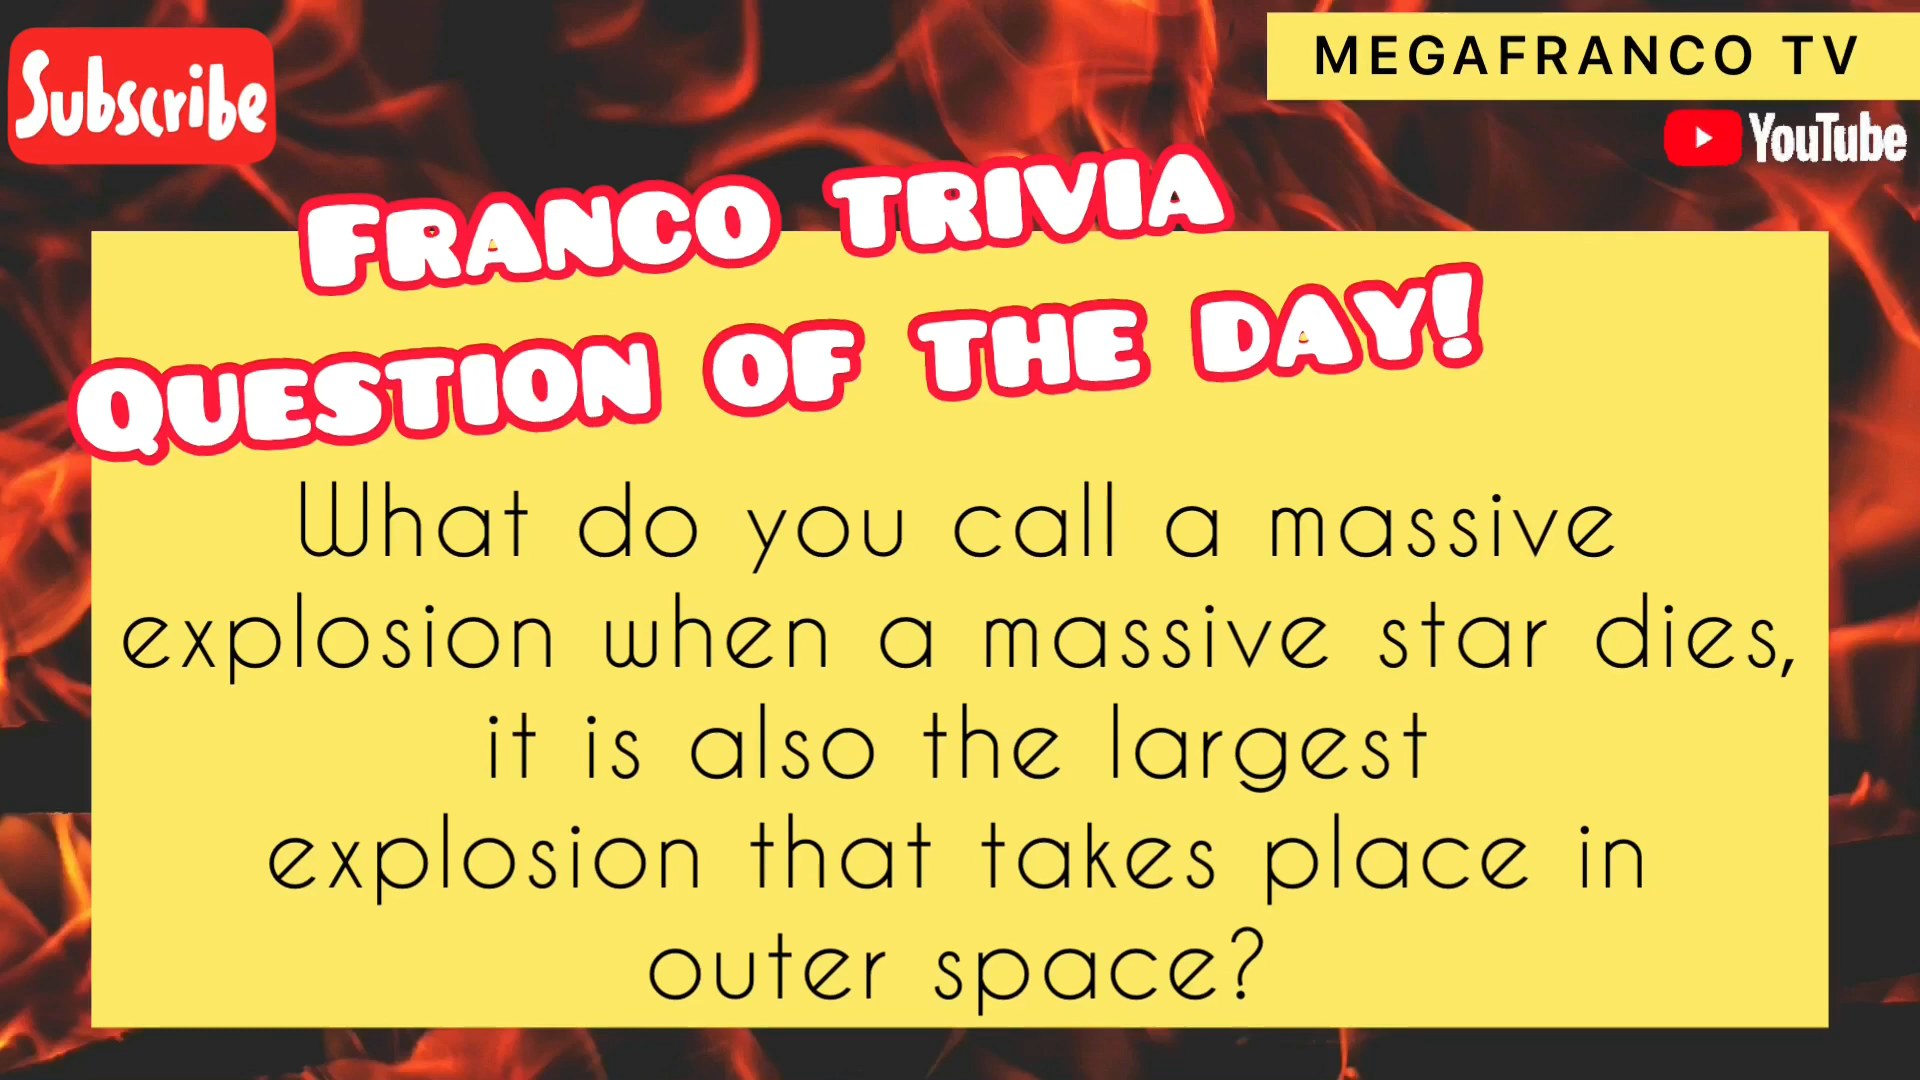 Subscribe
MEGAFRANCO TV
YouTube
FRANCO TRIVIA
QUESTION OF THE DAY!
What do you call a massive
explosion when a massive star dies,
it is also the largest
explosion that takes place in
outer space?